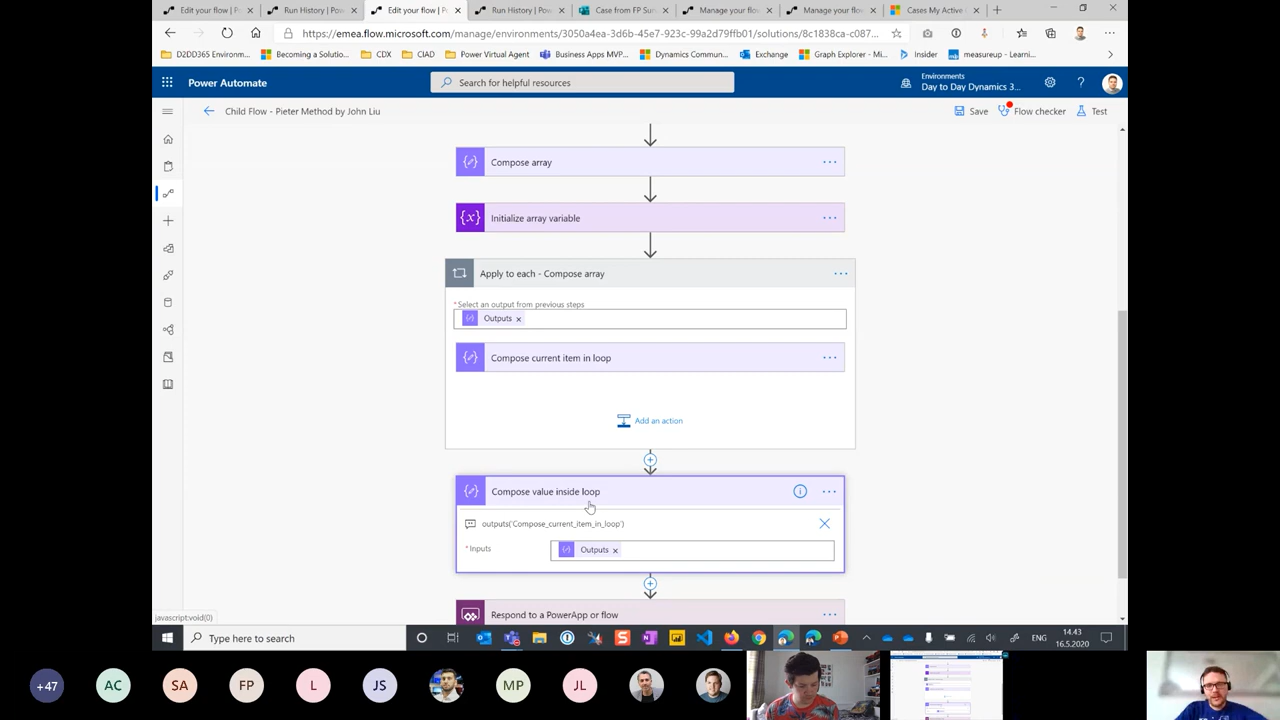 Edit your flow | P
Run History | Pow
Edit your flow | P
Run History | Pow
Case from FP Sur
Manage your flow
Manage your flow
Cases My Active
https://emea.flow.microsoft.com/manage/environments/3050a4ea-3d6b-45e7-923c-99a2d79ffb01/solutions/8c1838ca-c087...
D2DD365 Environm...
Becoming a Solutio...
CDX
CIAD
Power Virtual Agent
Business Apps MVP...
Dynamics Commun...
Exchange
Graph Explorer - Mi...
Insider
measureup - Learni...
Power Automate
Search for helpful resources
Environments
Day to Day Dynamics 3...
Child Flow - Pieter Method by John Liu
Save
Flow checker
Test
Compose array
Initialize array variable
Apply to each - Compose array
*Select an output from previous steps
Outputs
Compose current item in loop
Add an action
Compose value inside loop
outputs('Compose_current_item_in_loop')
*Inputs
Outputs
Respond to a PowerApp or flow
javascript:void(0)
Type here to search
ENG
14.43
16.5.2020
+47
AC
SA
L
JS
L